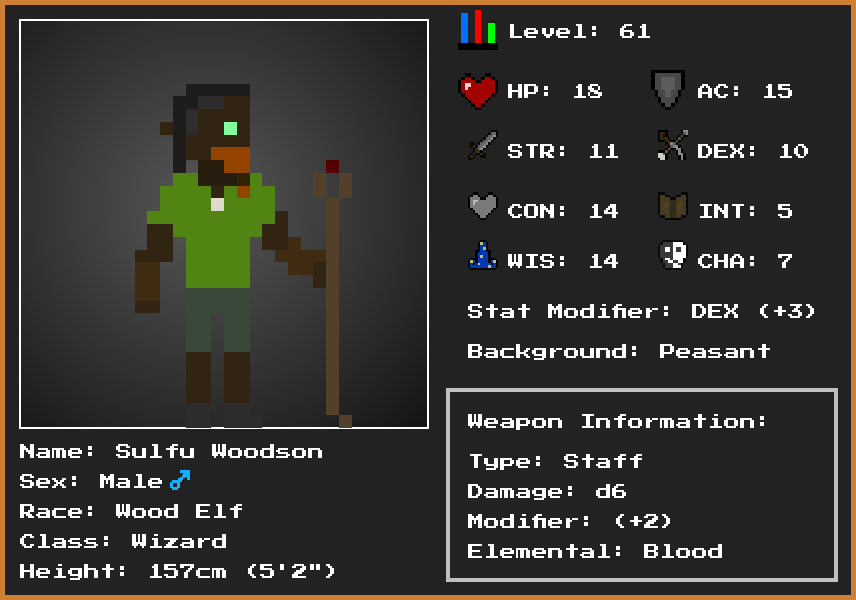 Level: 61
HP: 18
AC: 15
STR: 11
DEX: 10
CON: 14
INT: 5
WIS: 14
CHA: 7
Stat Modifier: DEX (+3)
Background: Peasant
Weapon Information:
Type: Staff
Damage: d6
Modifier: (+2)
Elemental: Blood
Name: Sulfu Woodson
Sex: Male ♂
Race: Wood Elf
Class: Wizard
Height: 157cm (5'2")